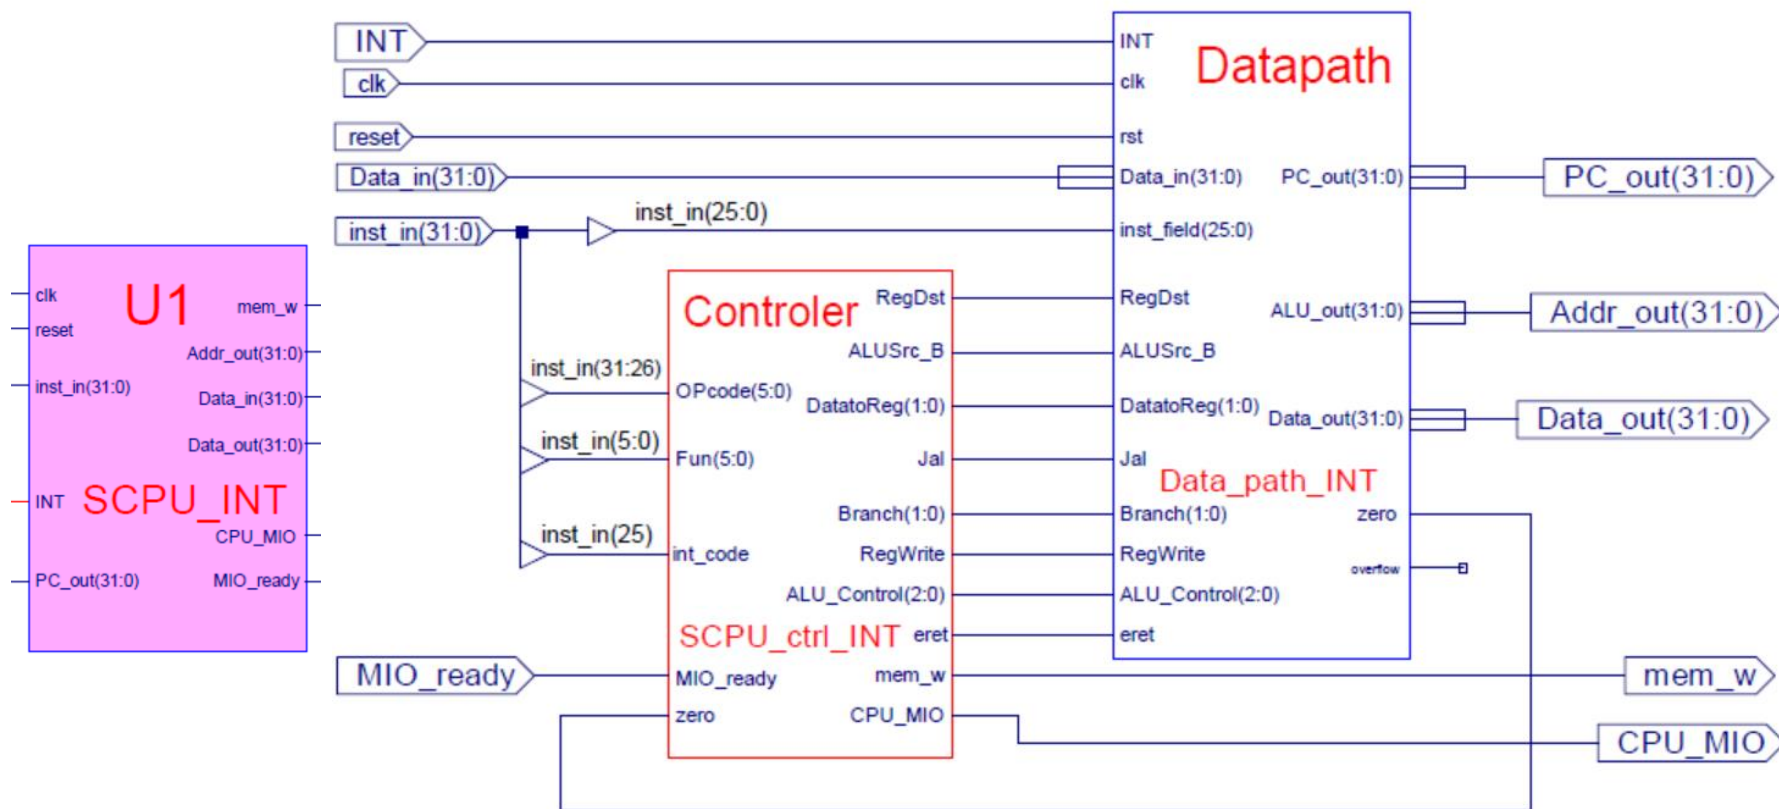 clk
U1
mem_w
reset
Addr_out(31:0)
inst_in(31:0)
Data_in(31:0)
Data_out(31:0)
INT
SCPU_INT
CPU_MIO
PC_out(31:0)
MIO_ready
INT
clk
reset
Data_in(31:0)
inst_in(31:0)
inst_in(25:0)
inst_in(31:26)
inst_in(5:0)
inst_in(25)
MIO_ready
Controler
RegDst
ALUSrc_B
OPcode(5:0)
DatatoReg(1:0)
Fun(5:0)
Jal
Branch(1:0)
int_code
RegWrite
ALU_Control(2:0)
SCPU_ctrl_INT
eret
MIO_ready
mem_w
zero
CPU_MIO
INT
Datapath
clk
rst
Data_in(31:0)
PC_out(31:0)
inst_field(25:0)
RegDst
ALU_out(31:0)
ALUSrc_B
DatatoReg(1:0)
Data_out(31:0)
Jal
Data_path_INT
Branch(1:0)
zero
RegWrite
overflow
ALU_Control(2:0)
eret
PC_out(31:0)
Addr_out(31:0)
Data_out(31:0)
mem_w
CPU_MIO